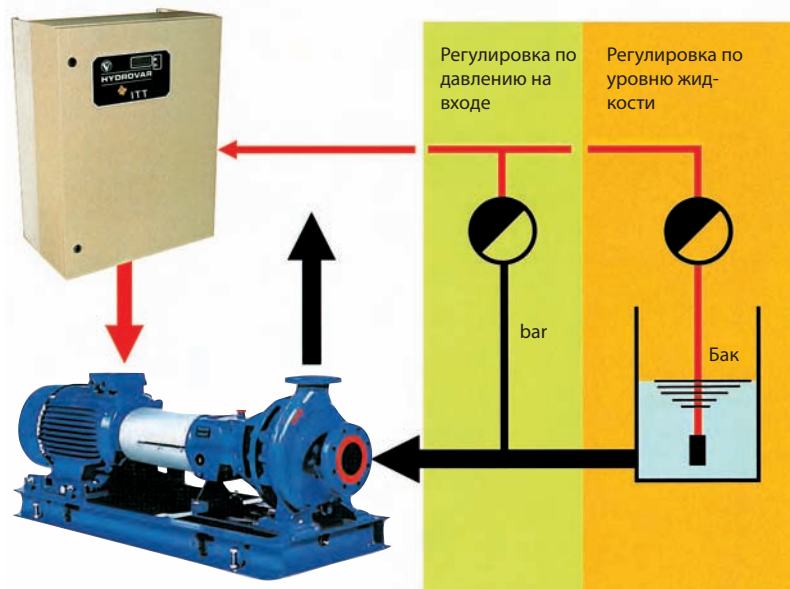 HYDROVAR
ITT
Регулировка по
давлению на
входе
Регулировка по
уровню жид-
кости
bar
Бак